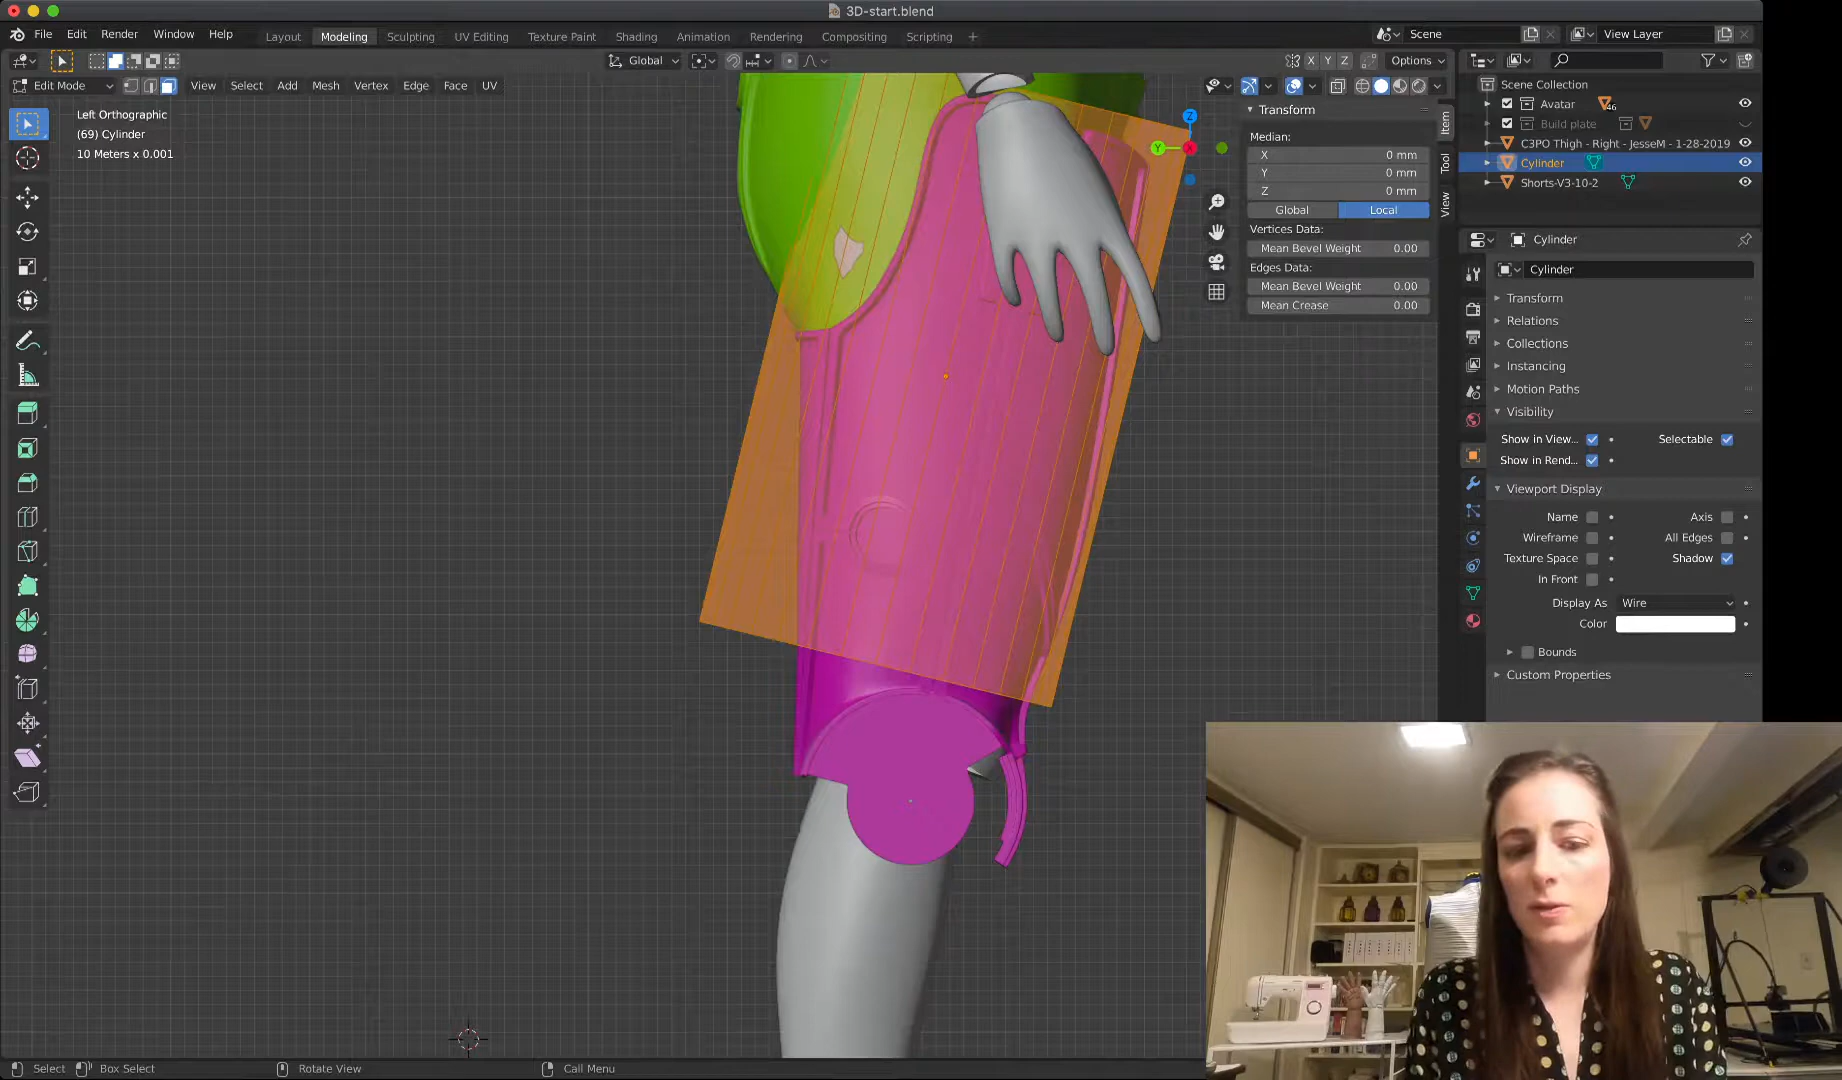 3D-start.blend
File Edit Render Window Help
Layout Modeling Sculpting UV Editing Texture Paint Shading Animation Rendering Compositing Scripting
Scene
View Layer
Global
X Y Z Options
Edit Mode
View Select Add Mesh Vertex Edge Face UV
Left Orthographic
(69) Cylinder
10 Meters x 0.001
Z
Y
X
Transform
Median:
X 0 mm
Y 0 mm
Z 0 mm
Global Local
Vertices Data:
Mean Bevel Weight 0.00
Edges Data:
Mean Bevel Weight 0.00
Mean Crease 0.00
Item
Tool
View
Scene Collection
Avatar 46
Build plate
C3PO Thigh - Right - JesseM - 1-28-2019
Cylinder
Shorts-V3-10-2
Cylinder
Cylinder
Transform
Relations
Collections
Instancing
Motion Paths
Visibility
Show in View... Selectable
Show in Rend...
Viewport Display
Name Axis
Wireframe All Edges
Texture Space Shadow
In Front
Display As Wire
Color
Bounds
Custom Properties
Select Box Select Rotate View Call Menu